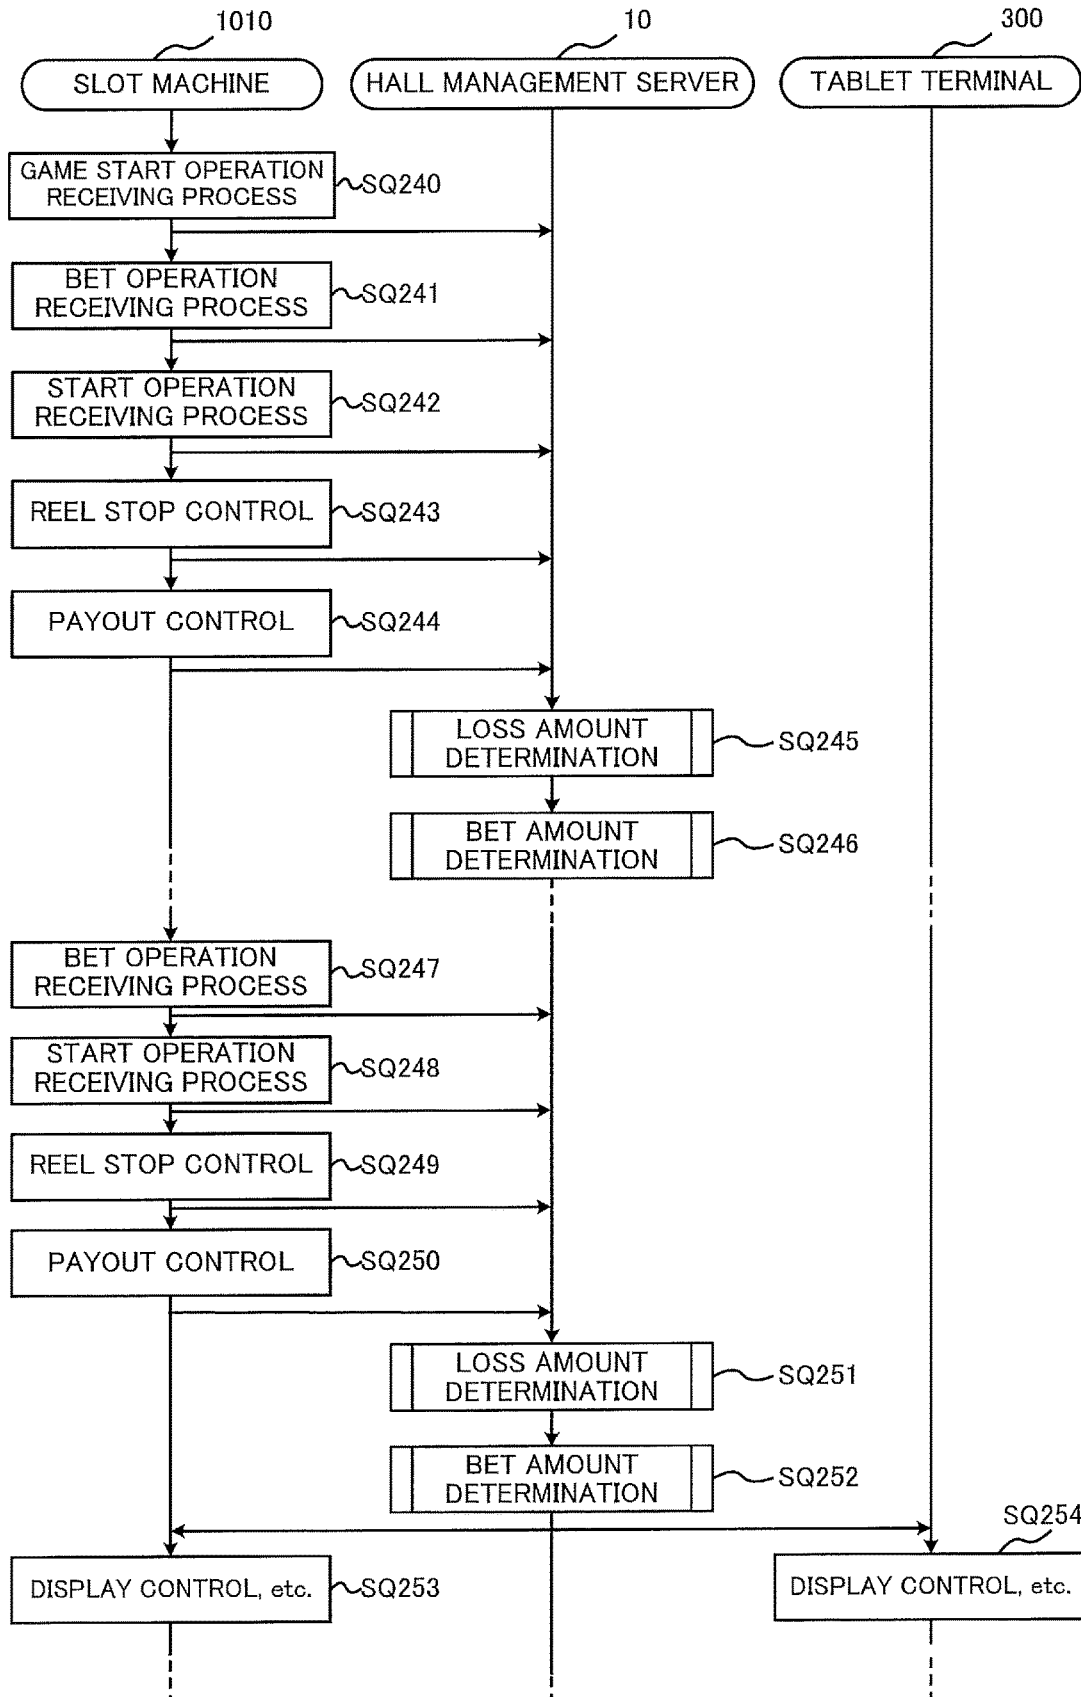 1010
10
300
SLOT MACHINE
HALL MANAGEMENT SERVER
TABLET TERMINAL
GAME START OPERATION
RECEIVING PROCESS
SQ240
BET OPERATION
RECEIVING PROCESS
SQ241
START OPERATION
RECEIVING PROCESS
SQ242
REEL STOP CONTROL
SQ243
PAYOUT CONTROL
SQ244
LOSS AMOUNT
DETERMINATION
SQ245
BET AMOUNT
DETERMINATION
SQ246
BET OPERATION
RECEIVING PROCESS
SQ247
START OPERATION
RECEIVING PROCESS
SQ248
REEL STOP CONTROL
SQ249
PAYOUT CONTROL
SQ250
LOSS AMOUNT
DETERMINATION
SQ251
BET AMOUNT
DETERMINATION
SQ252
SQ254
DISPLAY CONTROL, etc.
SQ253
DISPLAY CONTROL, etc.